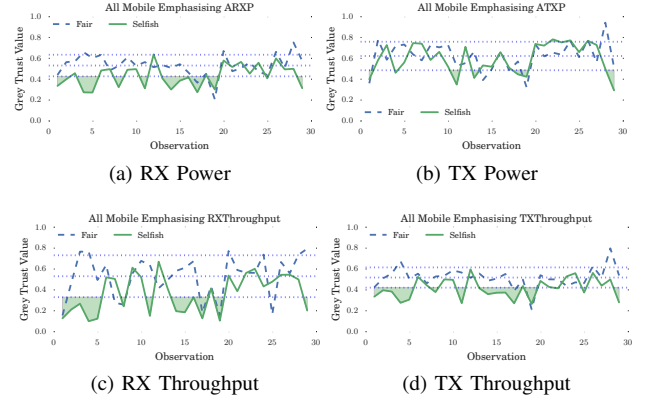 All Mobile Emphasising ARXP
Fair Selfish
Grey Trust Value
1.0
0.8
0.6
0.4
0.2
0.0
0 5 10 15 20 25 30
Observation
(a) RX Power
All Mobile Emphasising ATXP
Grey Trust Value
1.0
0.8
0.6
0.4
0.2
0.0
Fair Selfish
0 5 10 15 20 25 30
Observation
(b) TX Power
All Mobile Emphasising RXThroughput
Fair Selfish
Grey Trust Value
1.0
0.8
0.6
0.4
0.2
0.0
0 5 10 15 20 25 30
Observation
(c) RX Throughput
All Mobile Emphasising TXThroughput
Fair Selfish
Grey Trust Value
1.0
0.8
0.6
0.4
0.2
0.0
0 5 10 15 20 25 30
Observation
(d) TX Throughput